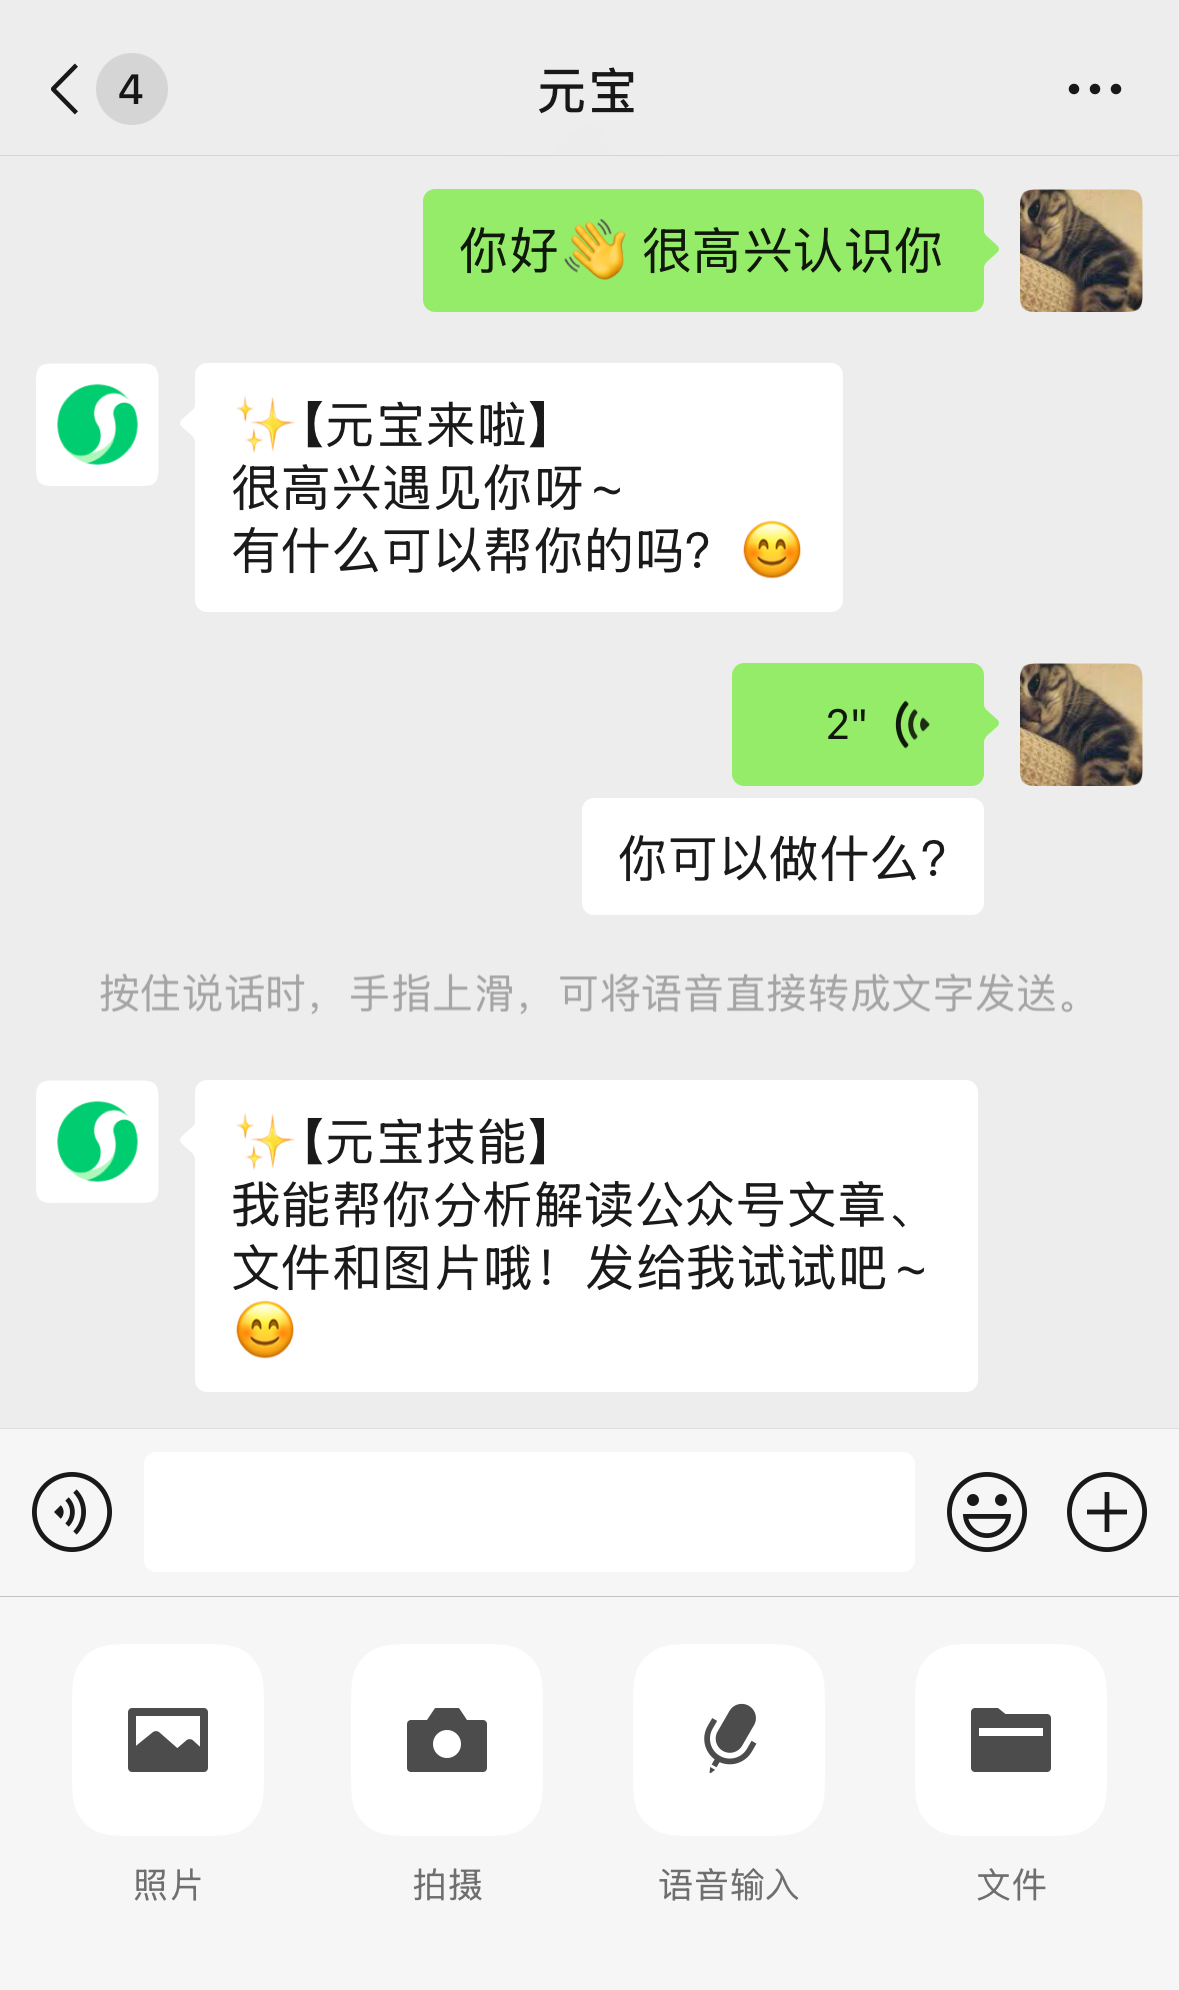 4
元宝
你好👋 很高兴认识你
✨【元宝来啦】
很高兴遇见你呀~
有什么可以帮你的吗？😊
2"
你可以做什么？
按住说话时，手指上滑，可将语音直接转成文字发送。
✨【元宝技能】
我能帮你分析解读公众号文章、
文件和图片哦！发给我试试吧~
😊
照片
拍摄
语音输入
文件